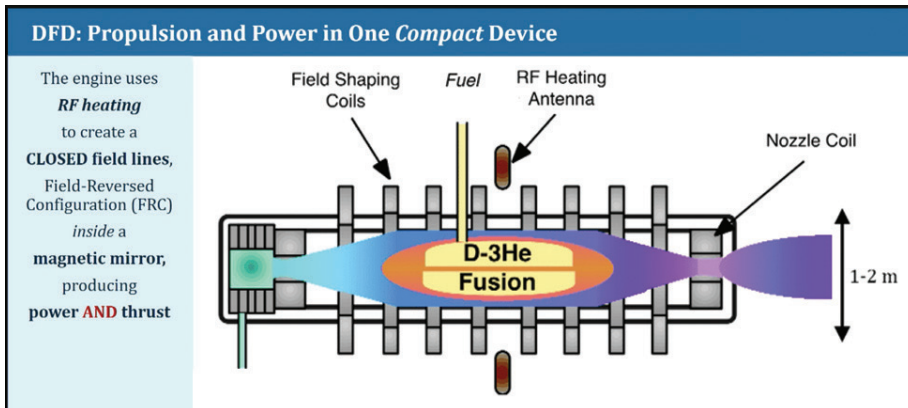 DFD: Propulsion and Power in One Compact Device
The engine uses
RF heating
to create a
CLOSED field lines,
Field-Reversed
Configuration (FRC)
inside a
magnetic mirror,
producing
power AND thrust
Field Shaping
Coils
Fuel
RF Heating
Antenna
Nozzle Coil
D-3He
Fusion
1-2 m